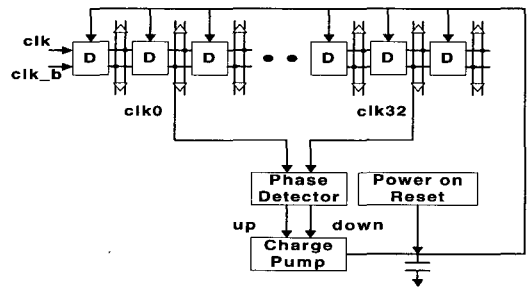 clk
clk_b
D
D
D
D
D
D
clk0
clk32
Phase
Detector
Power on
Reset
up
down
Charge
Pump